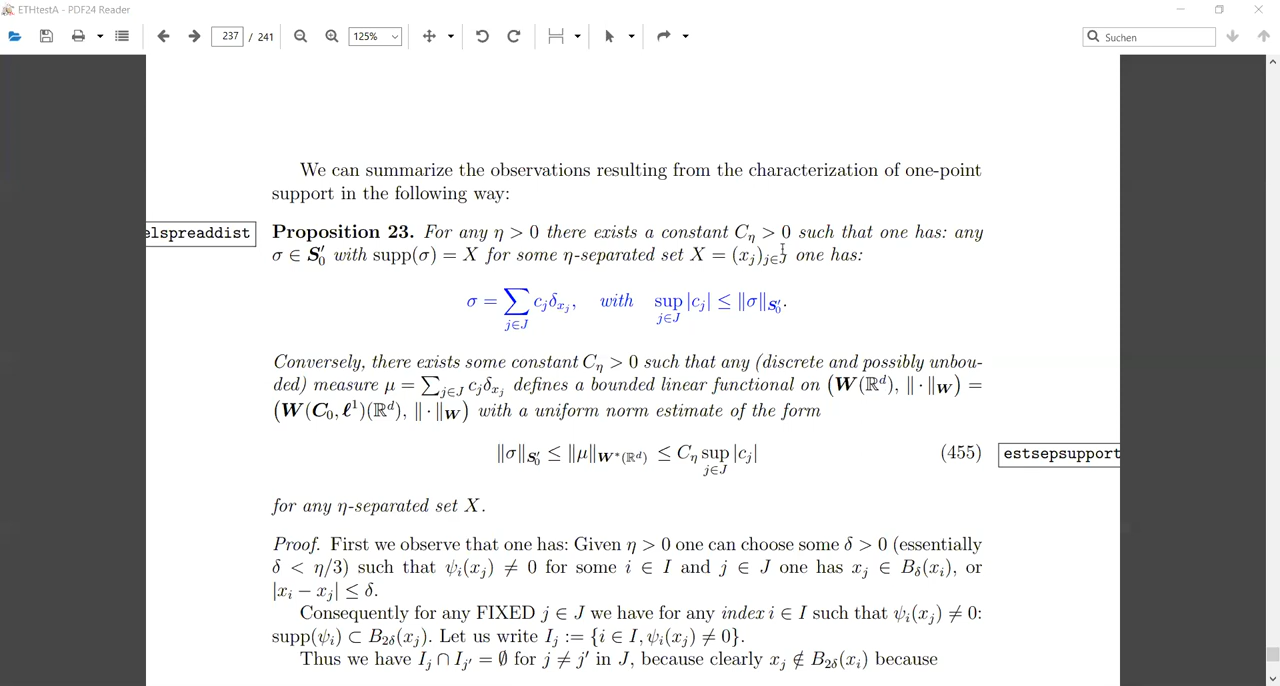 ETHtestA - PDF24 Reader
237 / 241 125% Suchen
We can summarize the observations resulting from the characterization of one-point
support in the following way:
elspreaddist
Proposition 23. For any η > 0 there exists a constant C_η > 0 such that one has: any
σ ∈ S′₀ with supp(σ) = X for some η-separated set X = (x_j)_{j∈J} one has:
σ = ∑_{j∈J} c_j δ_{x_j}, with sup_{j∈J} |c_j| ≤ ‖σ‖_{S′₀}.
Conversely, there exists some constant C_η > 0 such that any (discrete and possibly unbou-
ded) measure μ = ∑_{j∈J} c_j δ_{x_j} defines a bounded linear functional on (W(ℝ^d), ‖ · ‖_W) =
(W(C₀, ℓ¹)(ℝ^d), ‖ · ‖_W) with a uniform norm estimate of the form
‖σ‖_{S′₀} ≤ ‖μ‖_{W*(ℝ^d)} ≤ C_η sup_{j∈J} |c_j| (455)
estsepsupport
for any η-separated set X.
Proof. First we observe that one has: Given η > 0 one can choose some δ > 0 (essentially
δ < η/3) such that ψ_i(x_j) ≠ 0 for some i ∈ I and j ∈ J one has x_j ∈ B_δ(x_i), or
|x_i − x_j| ≤ δ.
Consequently for any FIXED j ∈ J we have for any index i ∈ I such that ψ_i(x_j) ≠ 0:
supp(ψ_i) ⊂ B_{2δ}(x_j). Let us write I_j := {i ∈ I, ψ_i(x_j) ≠ 0}.
Thus we have I_j ∩ I_{j′} = ∅ for j ≠ j′ in J, because clearly x_j ∉ B_{2δ}(x_i) because